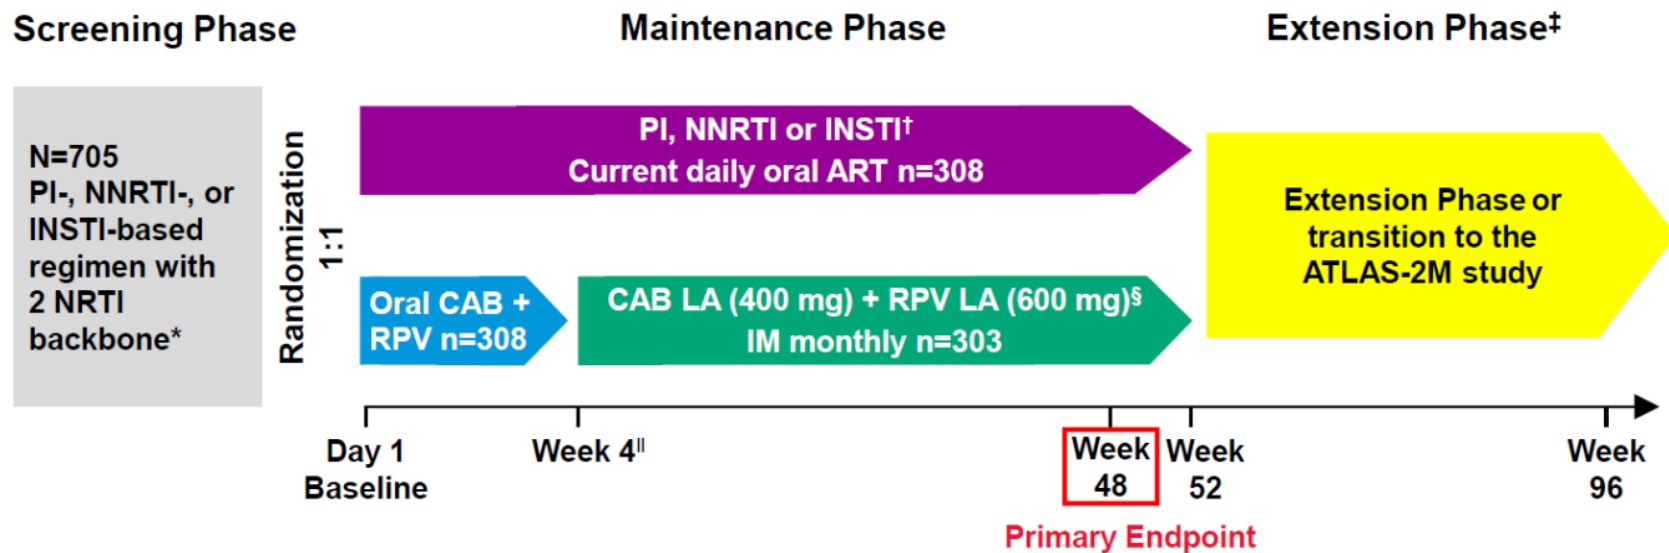 Screening Phase
Maintenance Phase
Extension Phase‡
N=705
PI-, NNRTI-, or
INSTI-based
regimen with
2 NRTI
backbone*
Randomization
1:1
PI, NNRTI or INSTI†
Current daily oral ART n=308
Oral CAB +
RPV n=308
CAB LA (400 mg) + RPV LA (600 mg)§
IM monthly n=303
Extension Phase or
transition to the
ATLAS-2M study
Day 1
Baseline
Week 4||
Week
48
Week
52
Week
96
Primary Endpoint